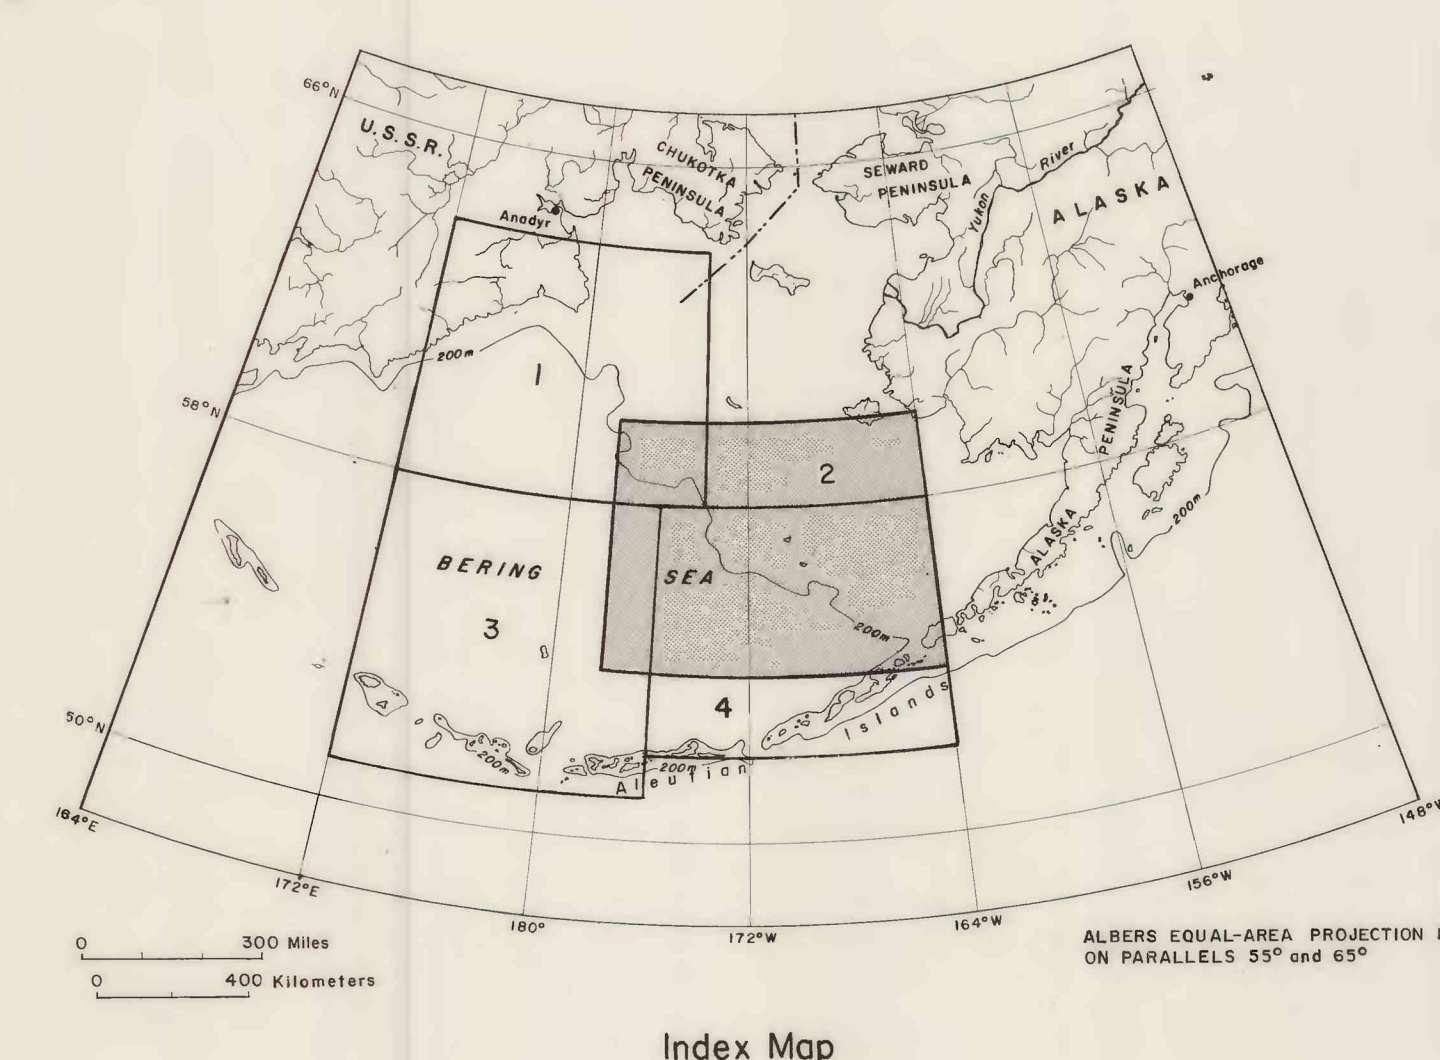 66°N
U.S.S.R.
CHUKOTKA
PENINSULA
SEWARD
PENINSULA
River
Yukon
ALASKA
Anadyr
Anchorage
200m
1
58°N
PENINSULA
2
200m
ALASKA
BERING
SEA
3
200m
4
Islands
50°N
200m
200m
Aleutian
164°E
148°W
172°E
156°W
180°
172°W
164°W
0 300 Miles
0 400 Kilometers
ALBERS EQUAL-AREA PROJECTION
ON PARALLELS 55° and 65°
Index Map